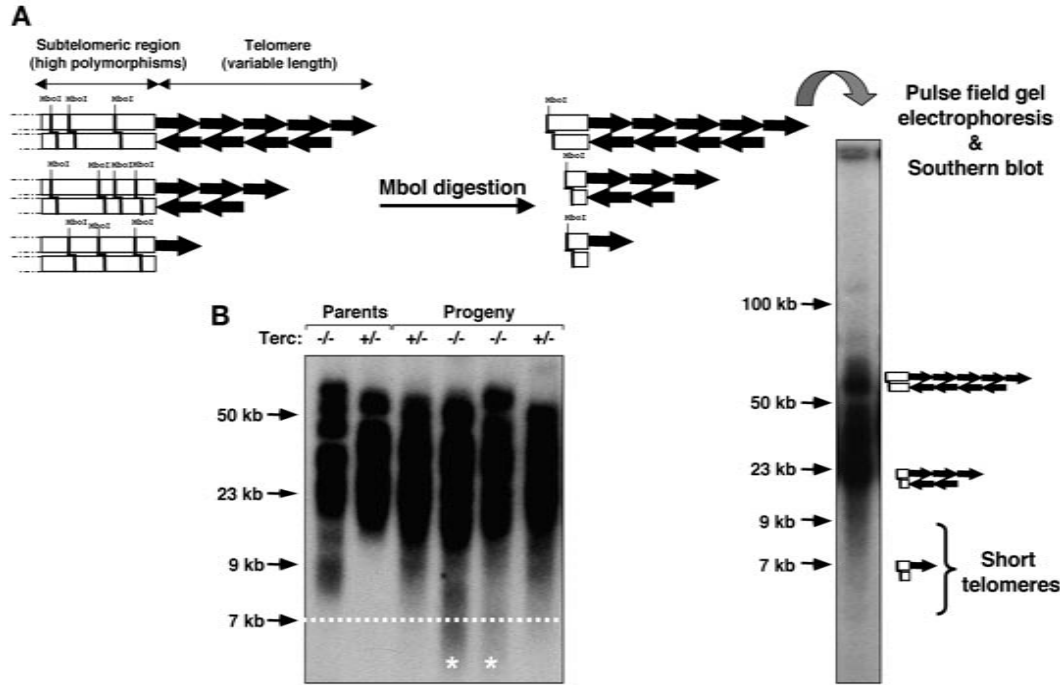 A
Subtelomeric region
(high polymorphisms)
Telomere
(variable length)
MboI MboI MboI
MboI MboI MboI MboI
MboI MboI MboI
MboI digestion
MboI
MboI
MboI
Pulse field gel
electrophoresis
&
Southern blot
100 kb
50 kb
23 kb
9 kb
7 kb
Short
telomeres
B
Parents Progeny
Terc: -/- +/- +/- -/- -/- +/-
50 kb
23 kb
9 kb
7 kb
* *